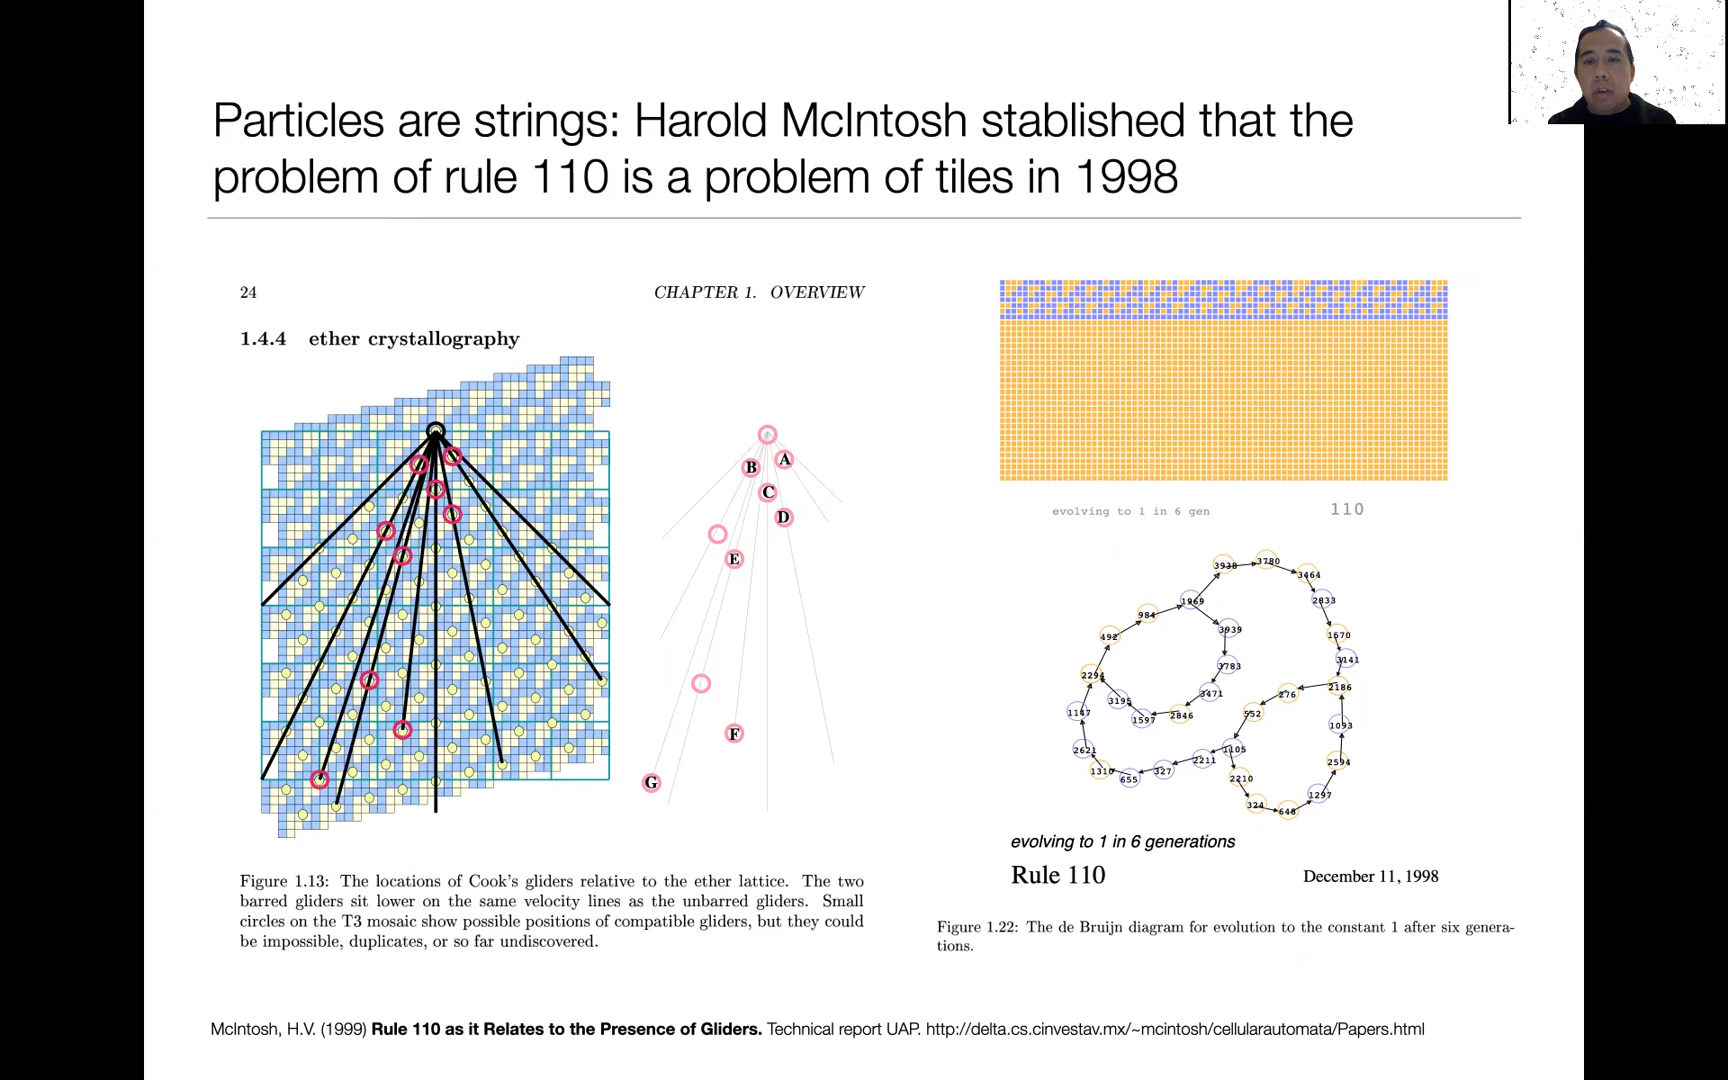 Particles are strings: Harold McIntosh stablished that the
problem of rule 110 is a problem of tiles in 1998
24
CHAPTER 1. OVERVIEW
1.4.4 ether crystallography
A
B
C
D
E
F
G
Figure 1.13: The locations of Cook's gliders relative to the ether lattice. The two
barred gliders sit lower on the same velocity lines as the unbarred gliders. Small
circles on the T3 mosaic show possible positions of compatible gliders, but they could
be impossible, duplicates, or so far undiscovered.
evolving to 1 in 6 gen
110
3938
3780
3464
2833
1670
3141
2186
276
552
1105
2210
324
648
1297
2594
1093
2211
327
655
1310
2621
1147
2294
492
984
1969
3939
3783
3471
2846
1597
3195
evolving to 1 in 6 generations
Rule 110
December 11, 1998
Figure 1.22: The de Bruijn diagram for evolution to the constant 1 after six genera-
tions.
McIntosh, H.V. (1999) Rule 110 as it Relates to the Presence of Gliders. Technical report UAP. http://delta.cs.cinvestav.mx/~mcintosh/cellularautomata/Papers.html